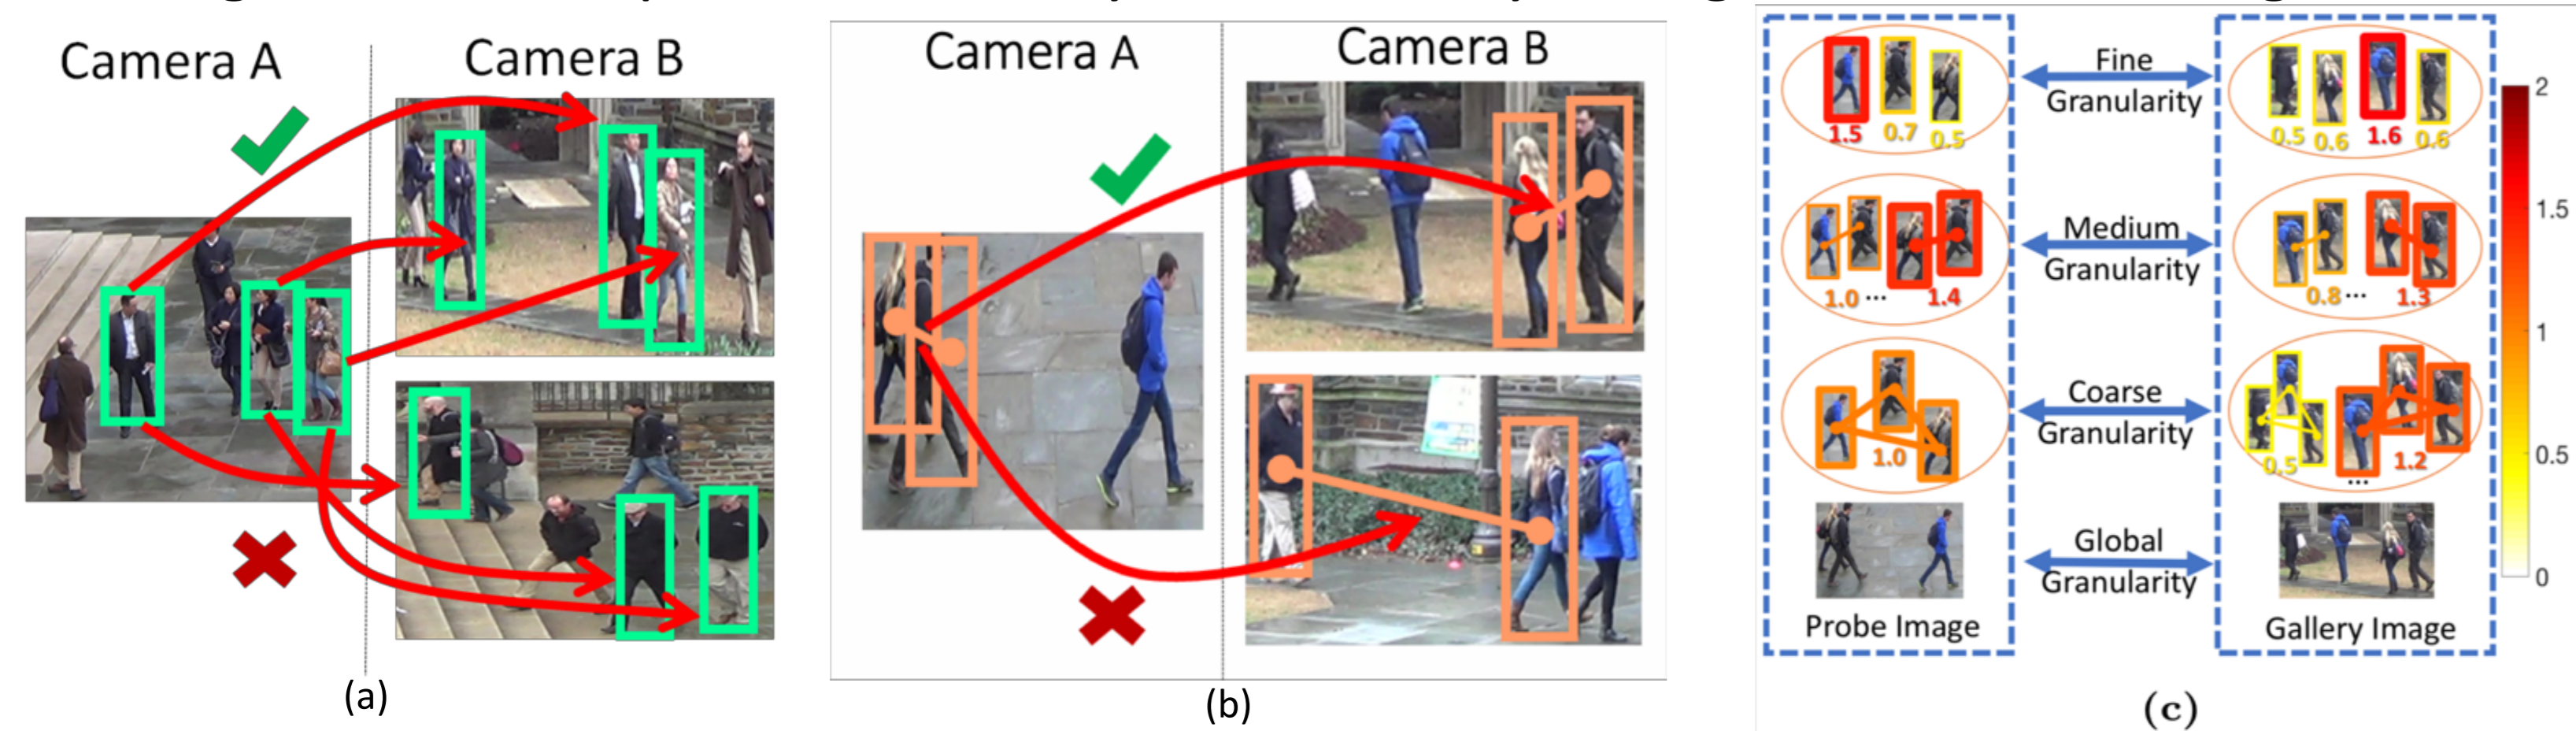 Camera A
Camera B
(a)
Camera A
Camera B
(b)
1.5
0.7
0.5
Fine
Granularity
0.5
0.6
1.6
0.6
1.0
...
1.4
Medium
Granularity
0.8
...
1.3
1.0
Coarse
Granularity
0.5
1.2
...
Global
Granularity
Probe Image
Gallery Image
2
1.5
1
0.5
0
(c)